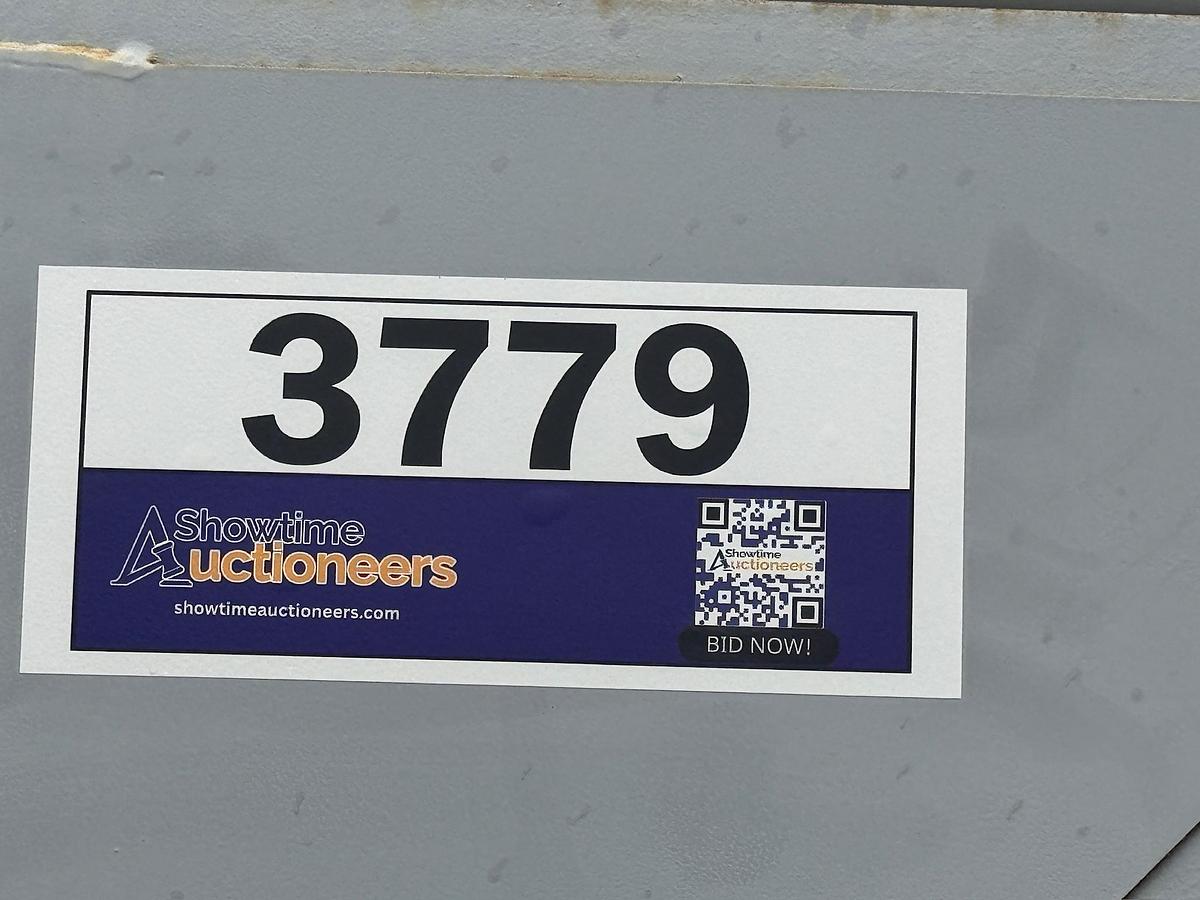 3779
Showtime
Auctioneers
showtimeauctioneers.com
Showtime
Auctioneers
BID NOW!